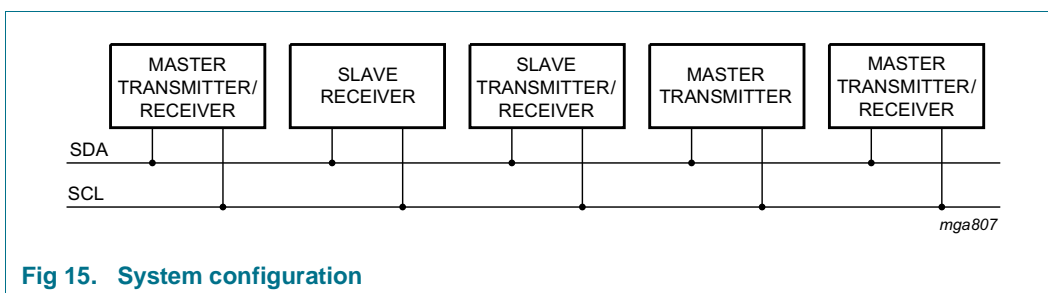 MASTER
TRANSMITTER/
RECEIVER
SLAVE
RECEIVER
SLAVE
TRANSMITTER/
RECEIVER
MASTER
TRANSMITTER
MASTER
TRANSMITTER/
RECEIVER
SDA
SCL
mga807
Fig 15. System configuration